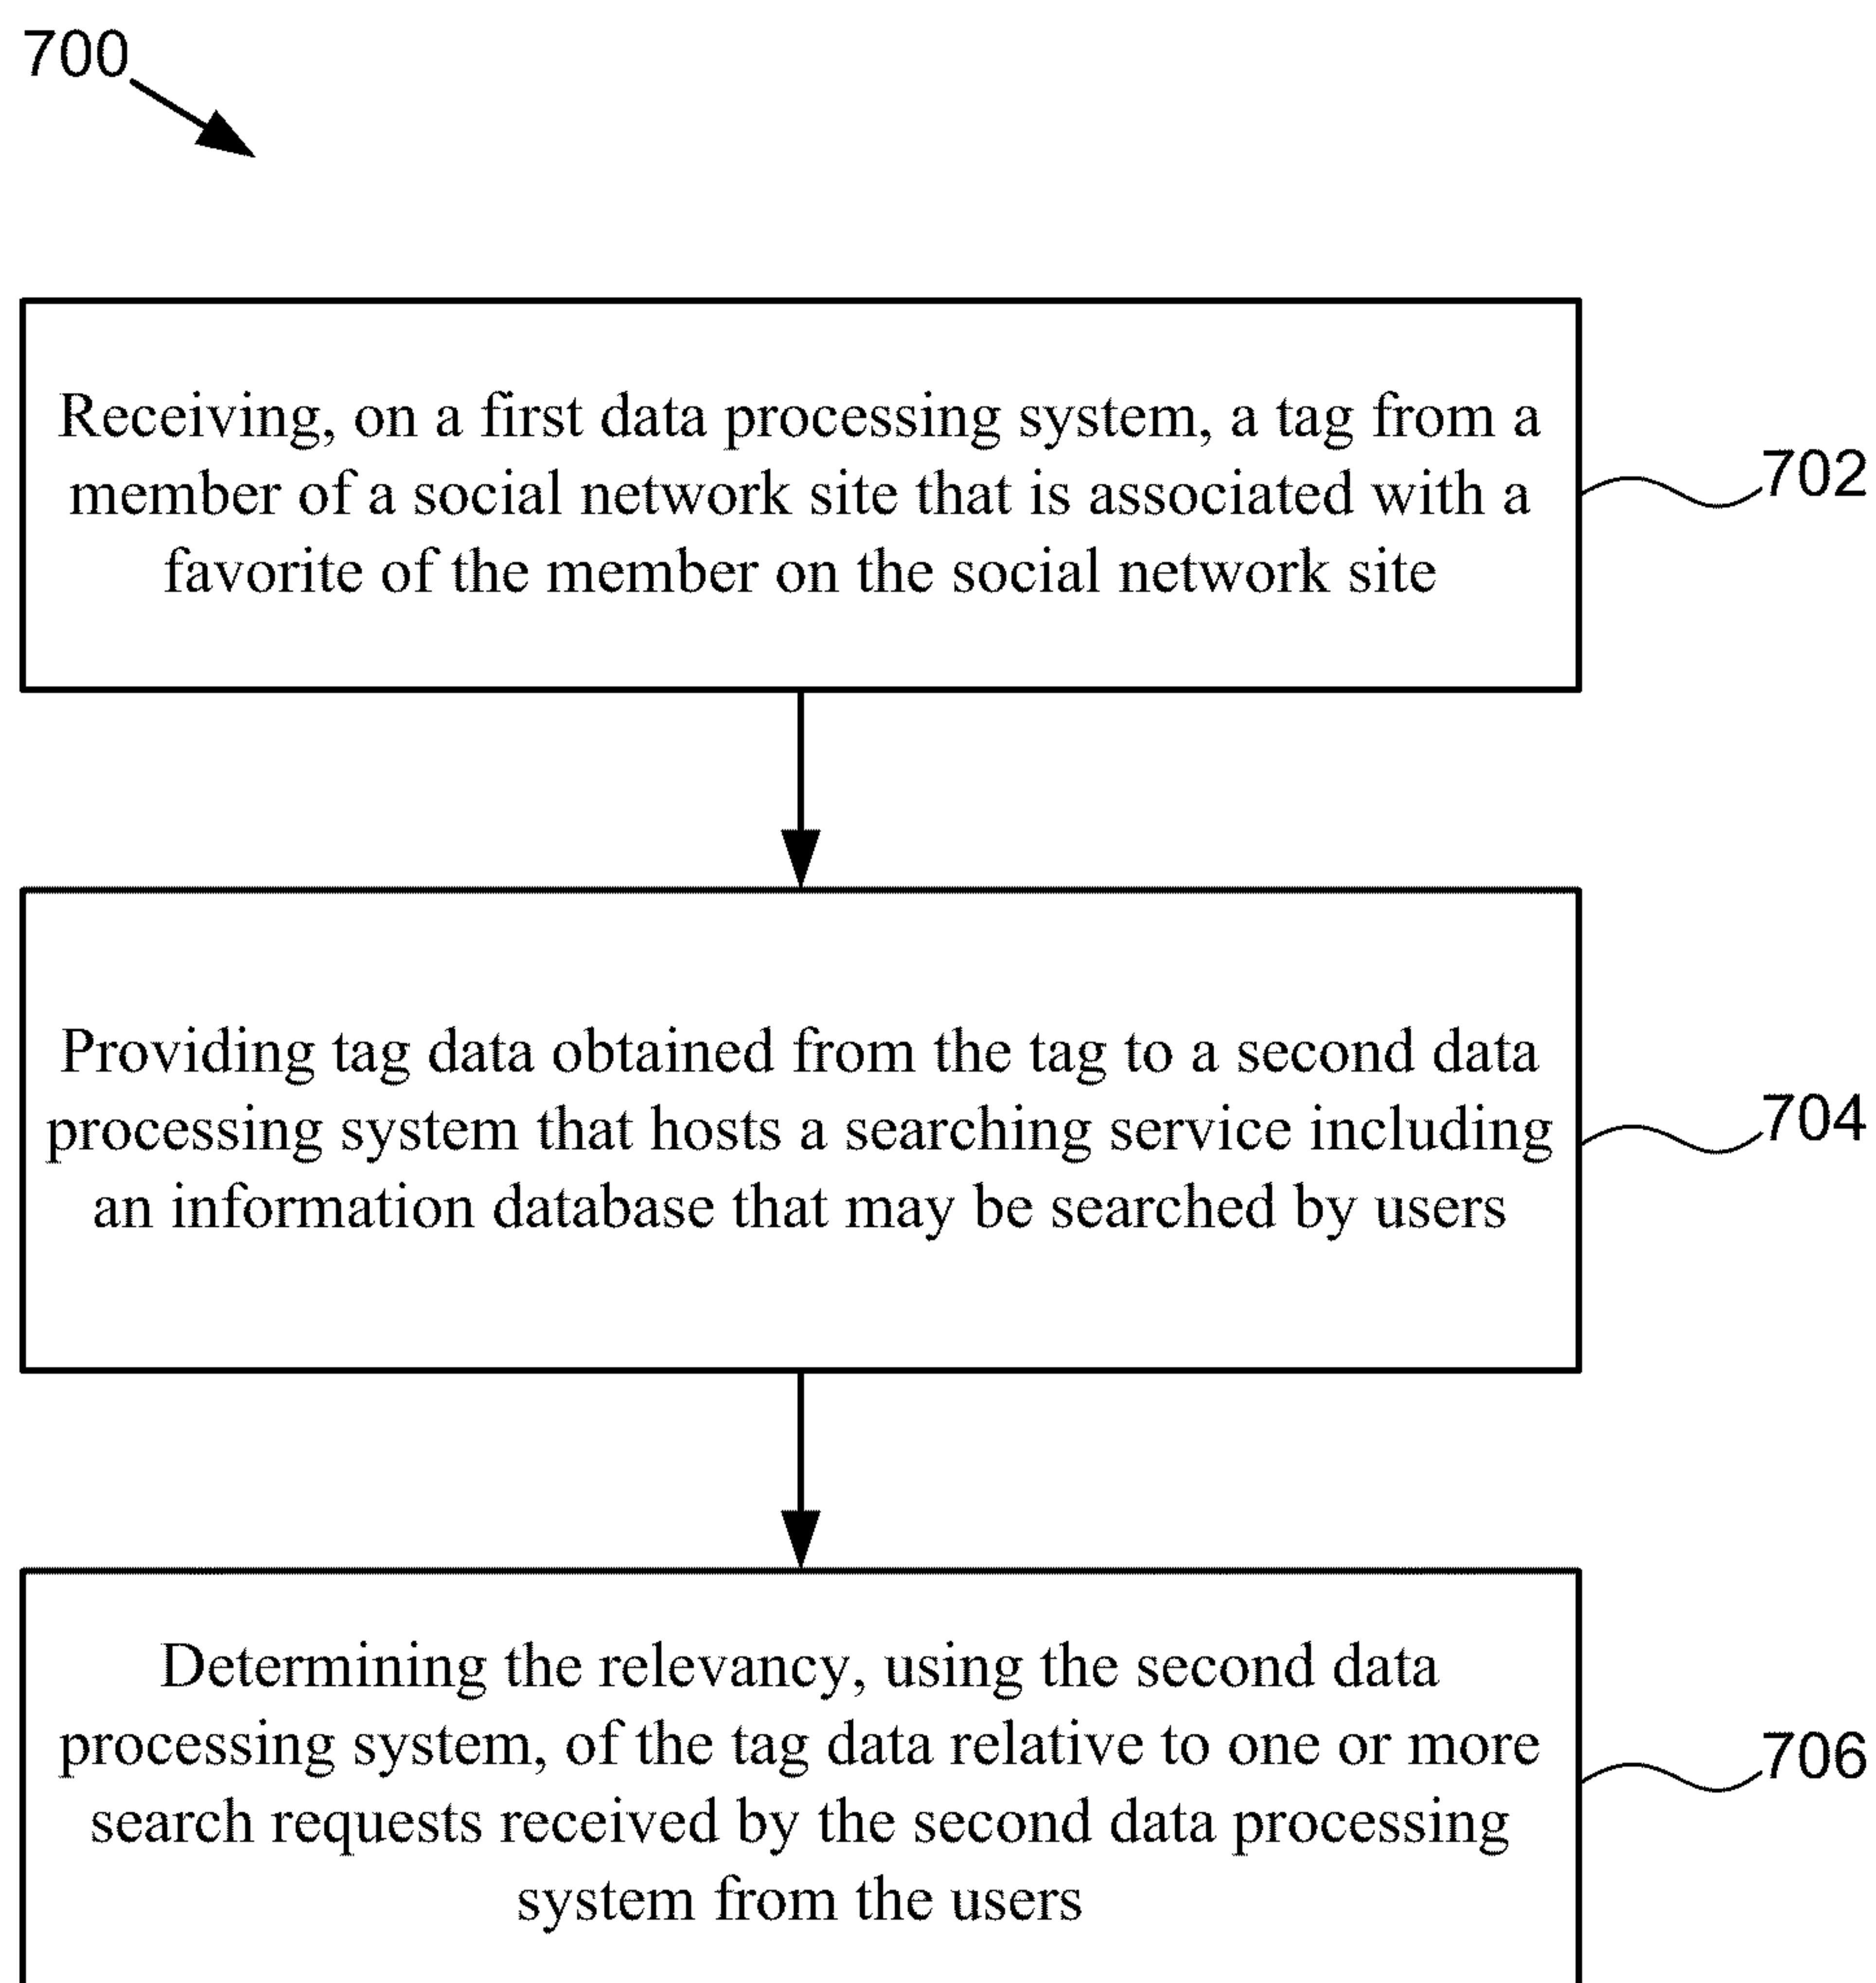 700
Receiving, on a first data processing system, a tag from a
member of a social network site that is associated with a
favorite of the member on the social network site
702
Providing tag data obtained from the tag to a second data
processing system that hosts a searching service including
an information database that may be searched by users
704
Determining the relevancy, using the second data
processing system, of the tag data relative to one or more
search requests received by the second data processing
system from the users
706